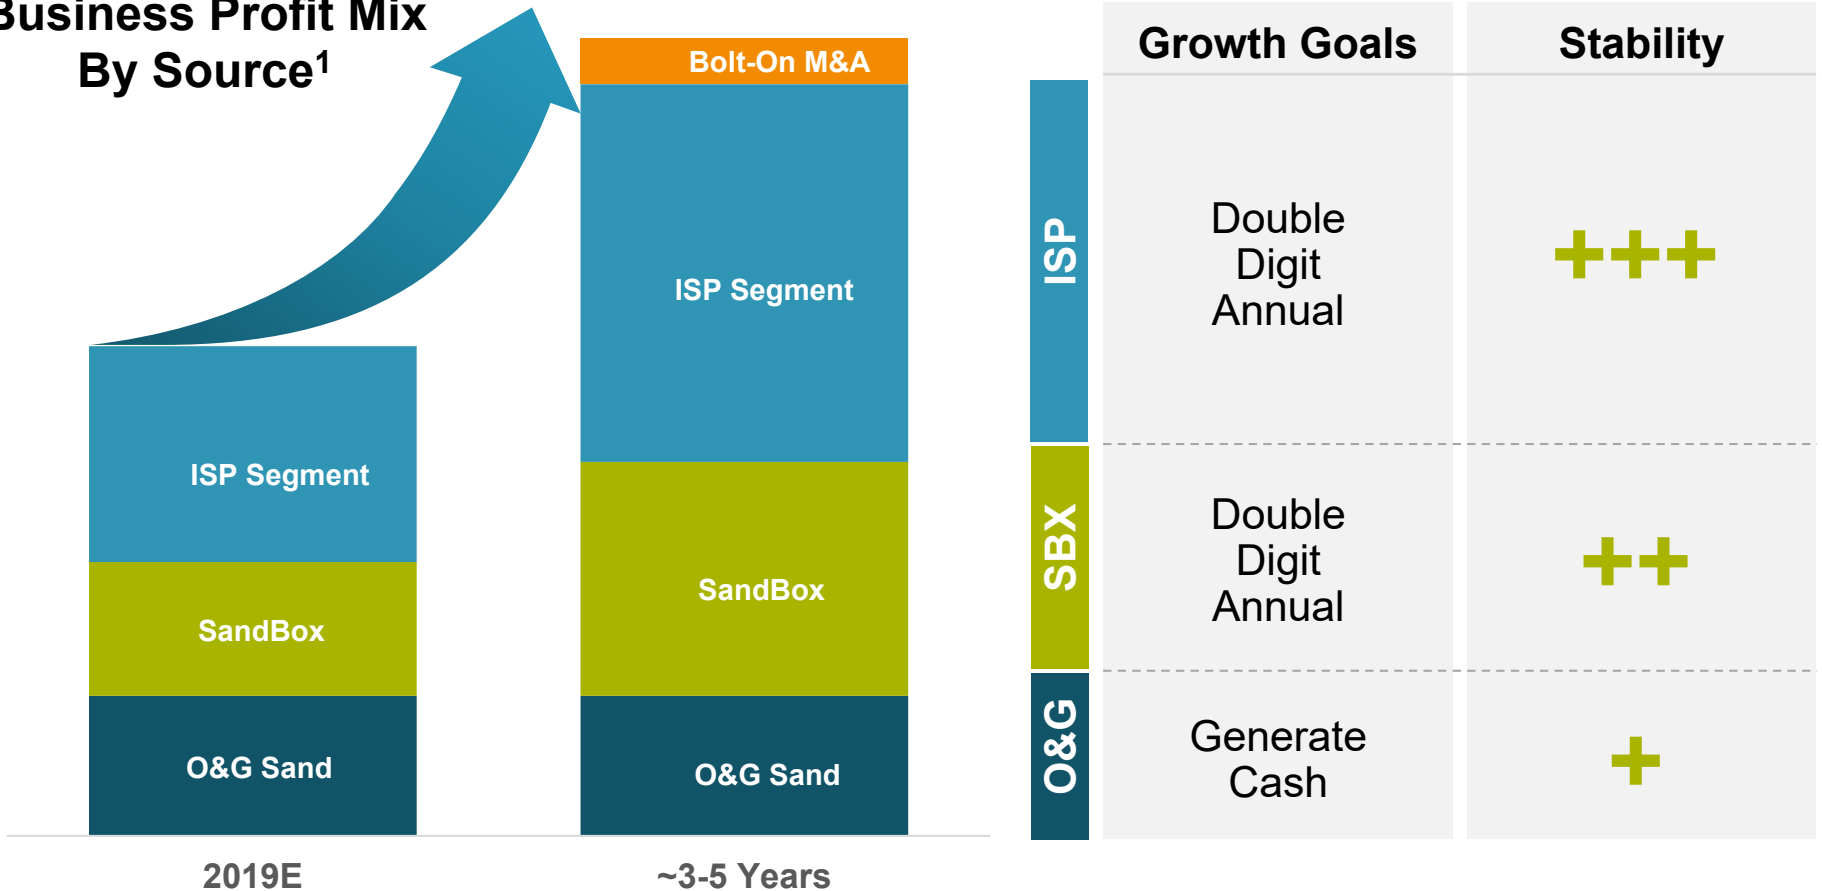 Business Profit Mix
By Source¹
Bolt-On M&A
ISP Segment
SandBox
O&G Sand
ISP Segment
SandBox
O&G Sand
2019E
~3-5 Years
Growth Goals
Stability
ISP
Double
Digit
Annual
+++
SBX
Double
Digit
Annual
++
O&G
Generate
Cash
+